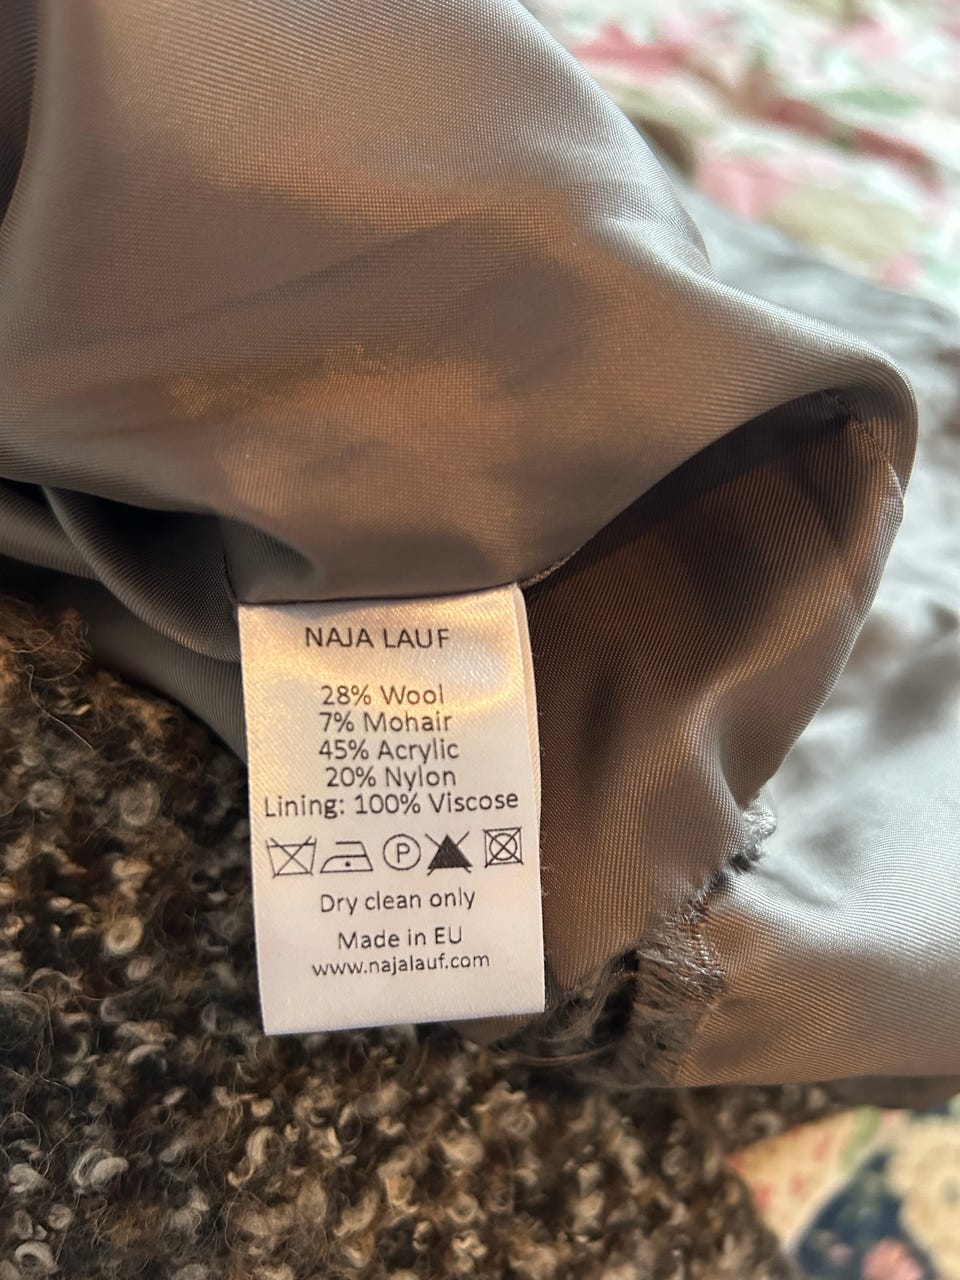 NAJA LAUF
28% Wool
7% Mohair
45% Acrylic
20% Nylon
Lining: 100% Viscose
P
Dry clean only
Made in EU
www.najalauf.com